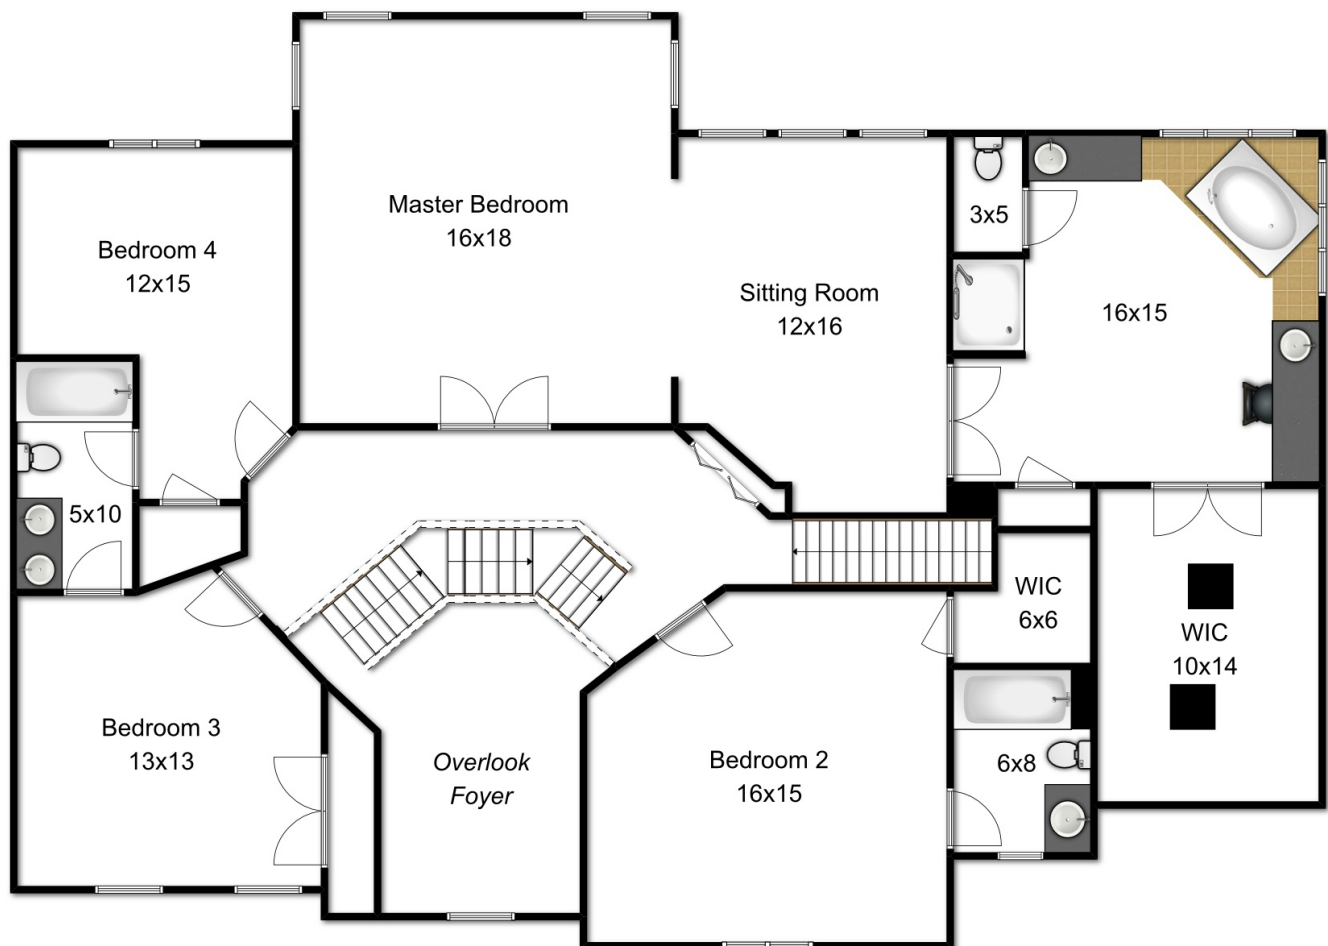 Master Bedroom
16x18
Bedroom 4
12x15
3x5
Sitting Room
12x16
16x15
5x10
WIC
6x6
WIC
10x14
Bedroom 3
13x13
Overlook
Foyer
Bedroom 2
16x15
6x8